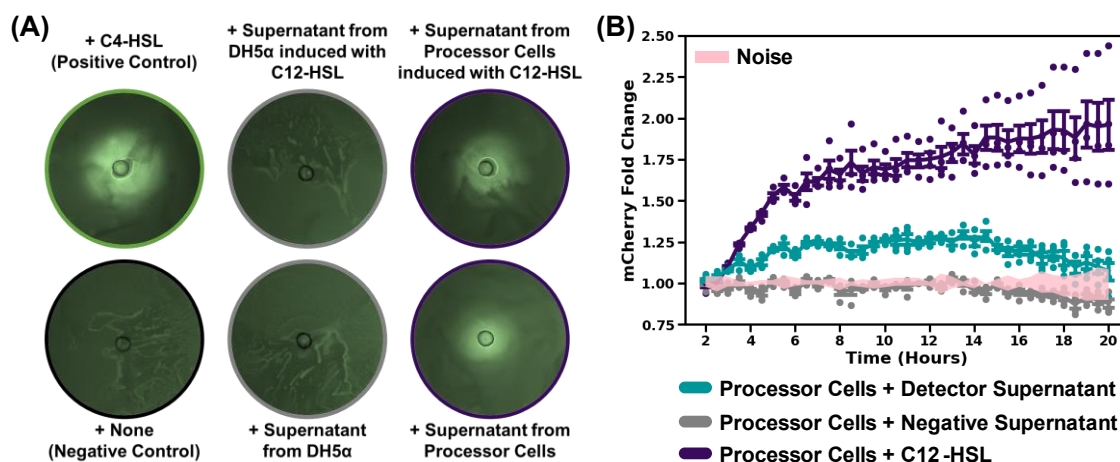 (A)
+ C4-HSL
(Positive Control)
+ Supernatant from
DH5α induced with
C12-HSL
+ Supernatant from
Processor Cells
induced with C12-HSL
+ None
(Negative Control)
+ Supernatant
from DH5α
+ Supernatant from
Processor Cells
(B)
Noise
mCherry Fold Change
2.50
2.25
2.00
1.75
1.50
1.25
1.00
0.75
2 4 6 8 10 12 14 16 18 20
Time (Hours)
Processor Cells + Detector Supernatant
Processor Cells + Negative Supernatant
Processor Cells + C12-HSL